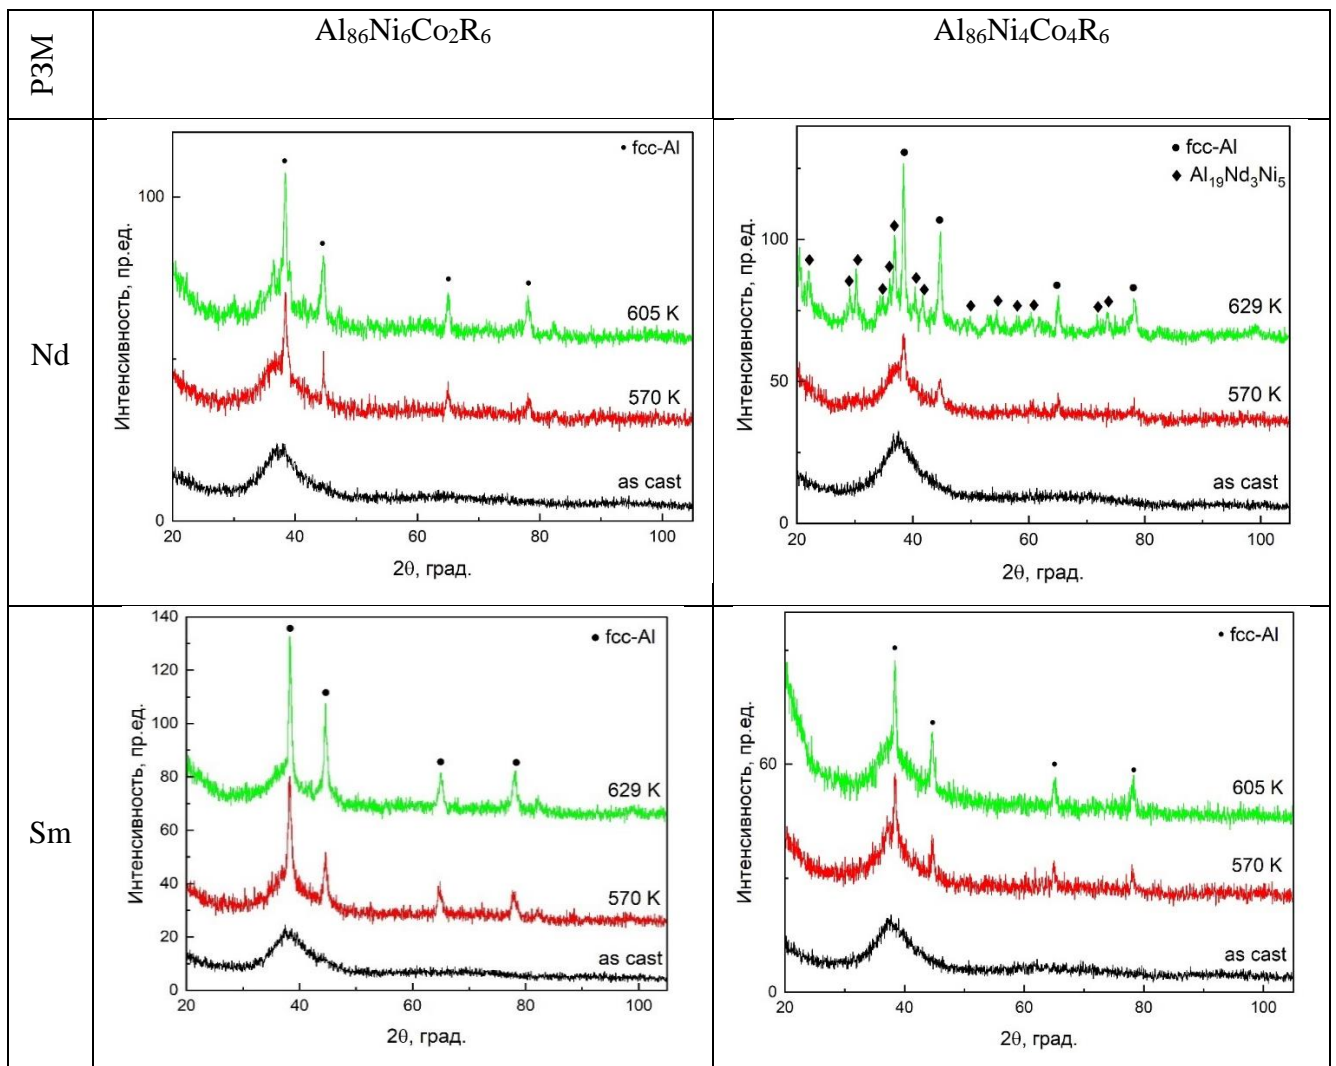 РЗМ
Al₈₆Ni₆Co₂R₆
Al₈₆Ni₄Co₄R₆
Nd
Интенсивность, пр.ед.
100
0
• fcc-Al
605 K
570 K
as cast
20 40 60 80 100
2θ, град.
Интенсивность, пр.ед.
100
50
0
● fcc-Al
◆ Al₁₉Nd₃Ni₅
629 K
570 K
as cast
20 40 60 80 100
2θ, град.
Sm
Интенсивность, пр.ед.
140
120
100
80
60
40
20
0
● fcc-Al
629 K
570 K
as cast
20 40 60 80 100
2θ, град.
Интенсивность, пр.ед.
60
0
• fcc-Al
605 K
570 K
as cast
20 40 60 80 100
2θ, град.